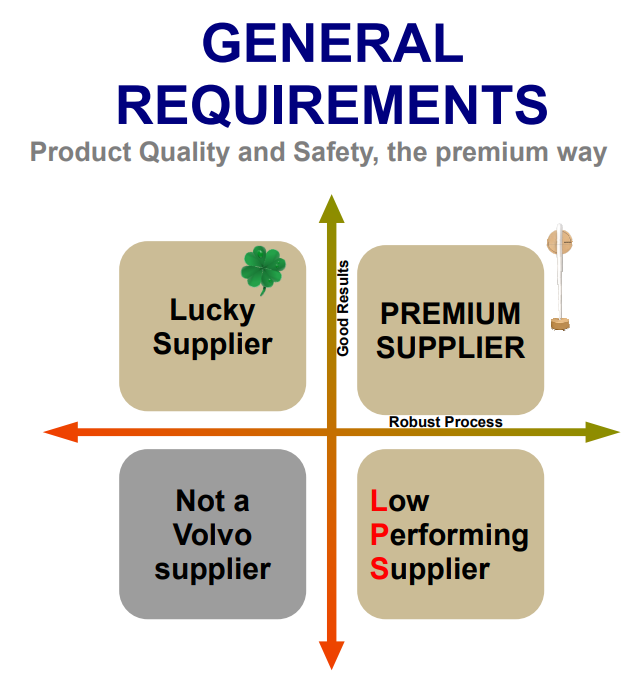 GENERAL
REQUIREMENTS
Product Quality and Safety, the premium way
Lucky
Supplier
Good Results
PREMIUM
SUPPLIER
Robust Process
Not a
Volvo
supplier
Low
Performing
Supplier